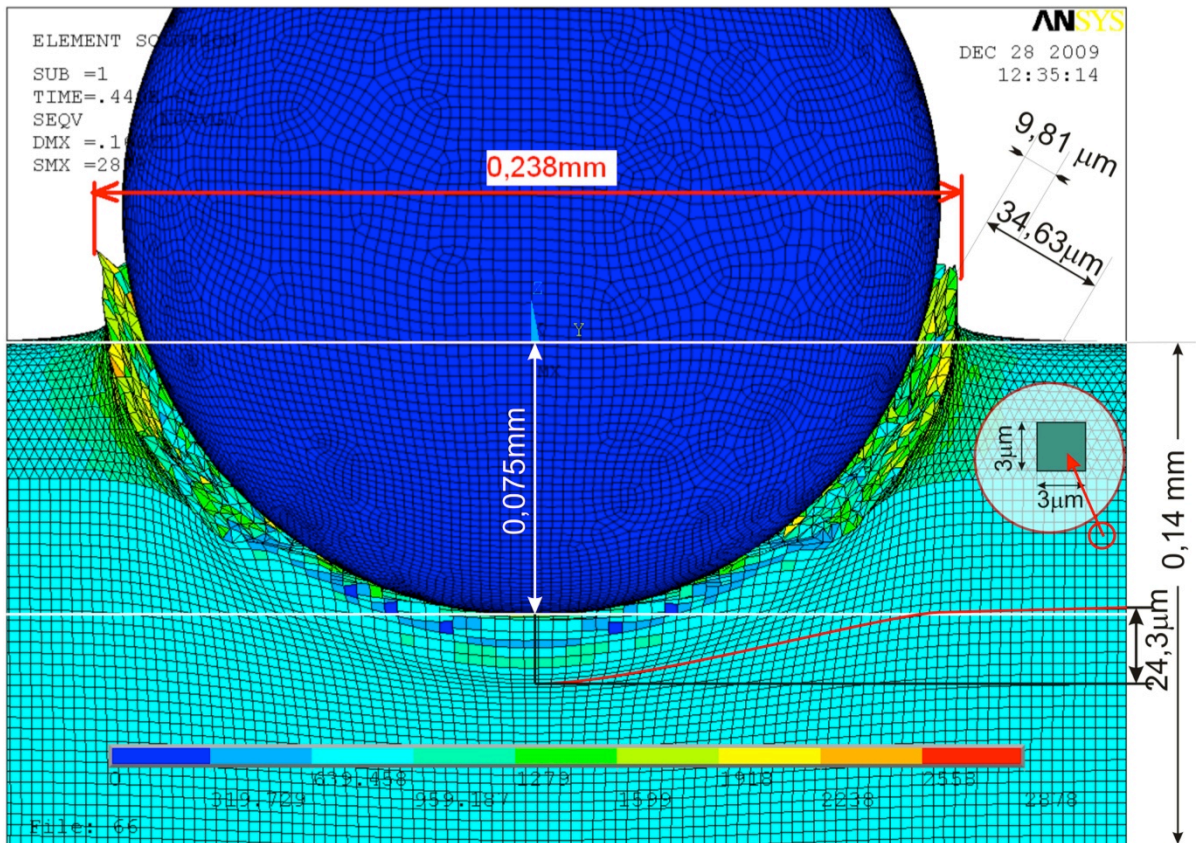 ANSYS
ELEMENT
DEC 28 2009
12:35:14
SUB =1
TIME=.44
SEQV
DMX =.1
SMX =28
0,238mm
9,81 µm
34,63µm
Y
0,075mm
3µm
3µm
0,14 mm
24,3µm
0 639.458 1279 1918 2558
319.729 959.187 1599 2238 2878
File: 66